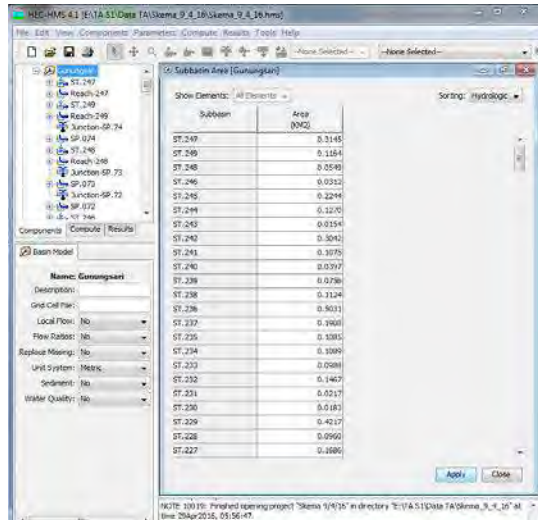 HEC-HMS 4.1 [E:\TA S1\Data TA\Skema_9_4_16\Skema_9_4_16.hms]
File Edit View Components Parameters Compute Results Tools Help
--None Selected--
--None Selected--
Gunungsari
ST.247
Reach-247
ST.249
Reach-249
Junction-SP.74
SP.074
ST.248
Reach-248
Junction-SP.73
SP.073
Junction-SP.72
SP.072
ST.246
Components Compute Results
Basin Model
Name: Gunungsari
Description:
Grid Cell File:
Local Flow: No
Flow Ratios: No
Replace Missing: No
Unit System: Metric
Sediment: No
Water Quality: No
Subbasin Area [Gunungsari]
Show Elements: All Elements
Sorting: Hydrologic
Subbasin Area
(KM2)
ST.247 0.3145
ST.249 0.1164
ST.248 0.0549
ST.246 0.0312
ST.245 0.2244
ST.244 0.1270
ST.243 0.0154
ST.242 0.3042
ST.241 0.1075
ST.240 0.0397
ST.239
ST.238 0.3124
ST.236 0.5031
ST.237
ST.235 0.1085
ST.234
ST.233 0.0988
ST.232 0.1467
ST.231 0.0217
ST.230 0.0183
ST.229 0.4217
ST.228 0.0960
ST.227 0.1686
Apply Close
NOTE 10019: Finished opening project "Skema 9/4/16" in directory "E:\TA S1\Data TA\Skema_9_4_16" at
time 29Apr2016, 05:56:47.